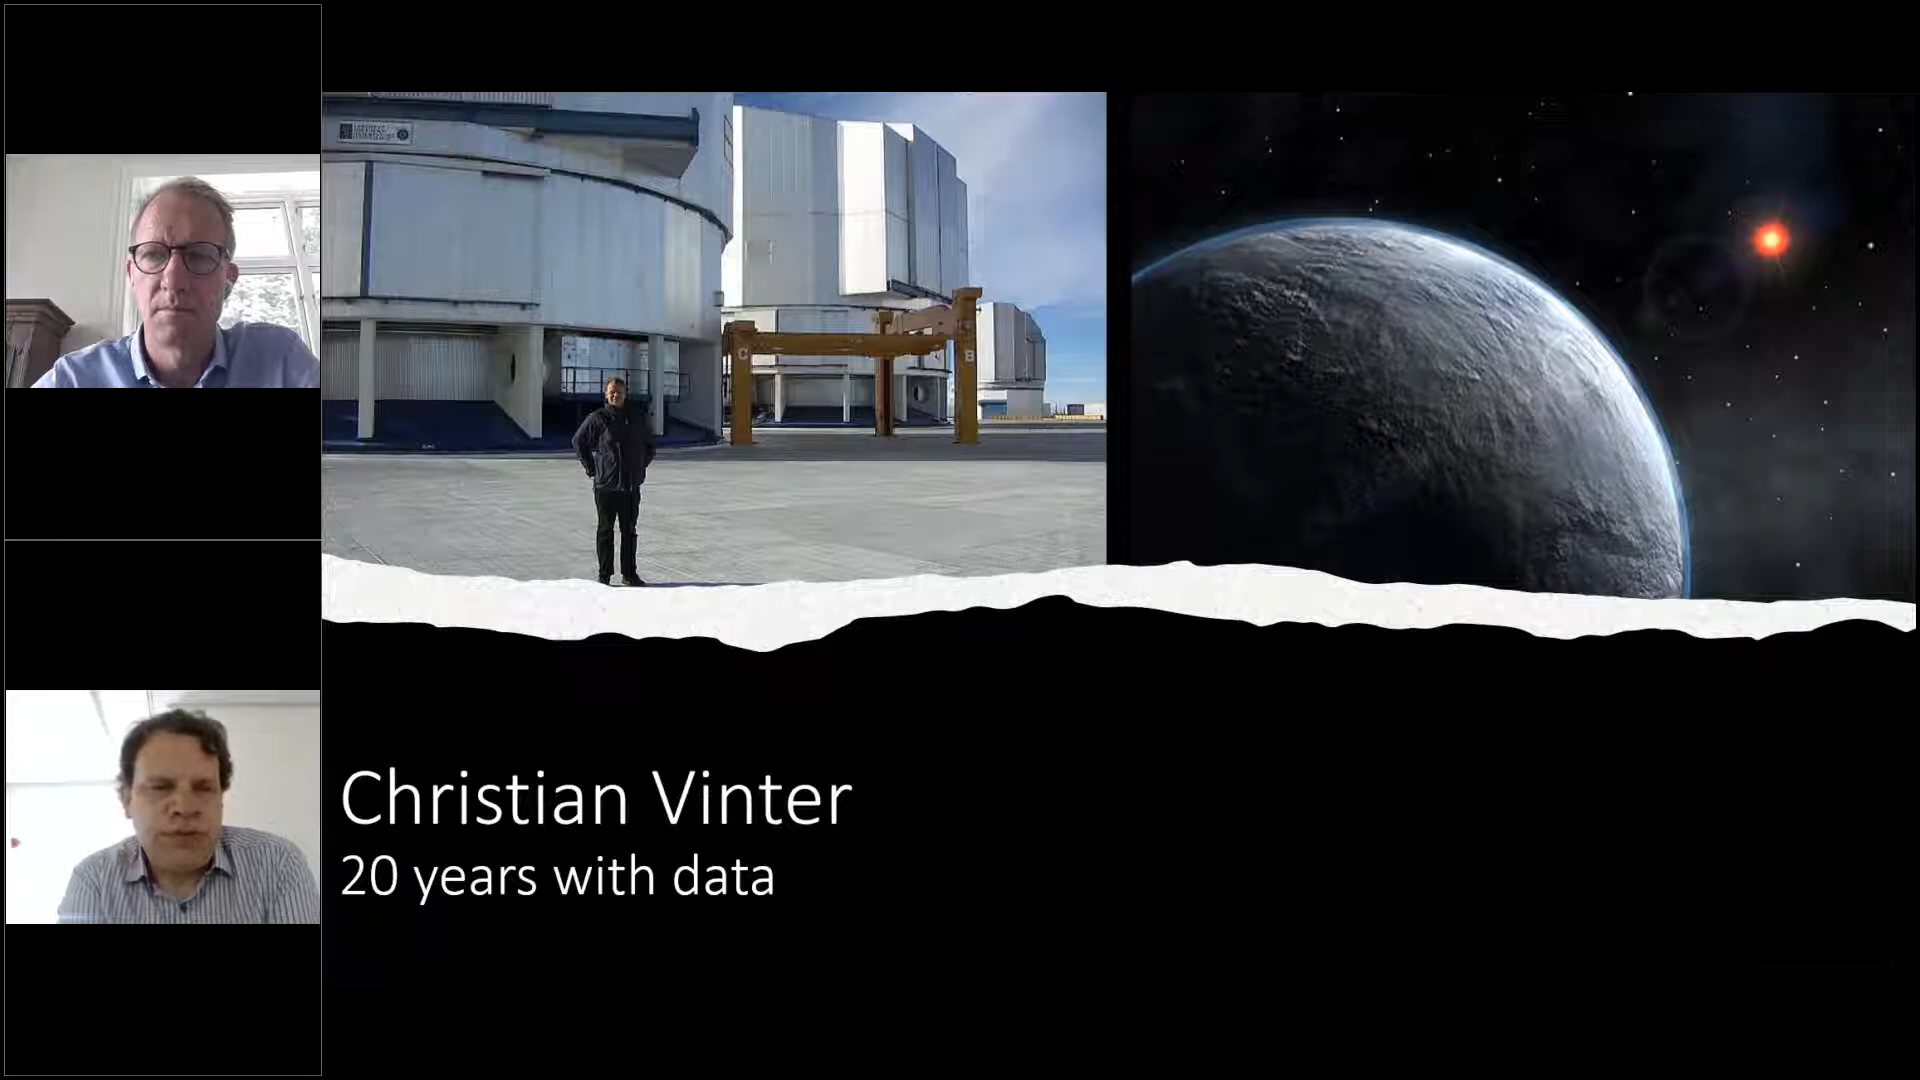 C
B
Christian Vinter
20 years with data